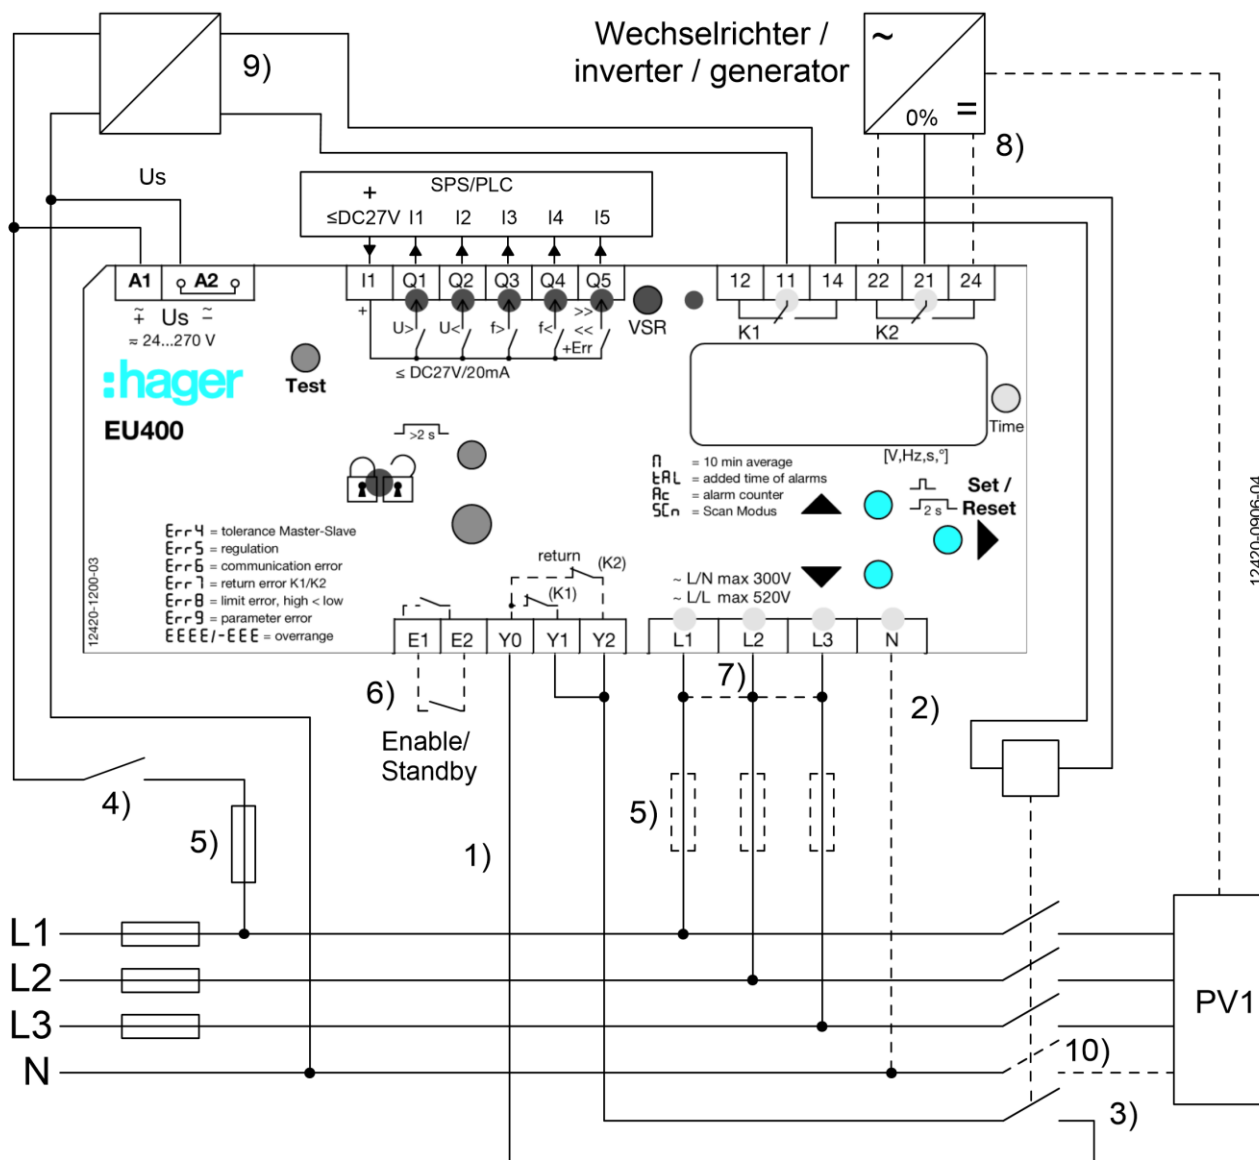 Wechselrichter /
inverter / generator
~
0%
=
8)
9)
Us
SPS/PLC
+
≤DC27V I1 I2 I3 I4 I5
A1 A2
I1 Q1 Q2 Q3 Q4 Q5
12 11 14 22 21 24
~ ~
+ Us −
≂ 24...270 V
+
U> U< f> f<
>>
<<
+Err
≤ DC27V/20mA
VSR
K1 K2
:hager
EU400
Test
Time
[V,Hz,s,°]
>2 s
n = 10 min average
tAL = added time of alarms
Ac = alarm counter
SCn = Scan Modus
Set /
Reset
2 s
Err4 = tolerance Master-Slave
Err5 = regulation
Err6 = communication error
Err7 = return error K1/K2
Err8 = limit error, high < low
Err9 = parameter error
EEEE/-EEE = overrange
12420-1200-03
12420-0906-04
return
(K2)
(K1)
~ L/N max 300V
~ L/L max 520V
E1 E2 Y0 Y1 Y2
L1 L2 L3 N
6)
7)
2)
Enable/
Standby
4)
5)
1)
5)
L1
L2
L3
N
PV1
10)
3)